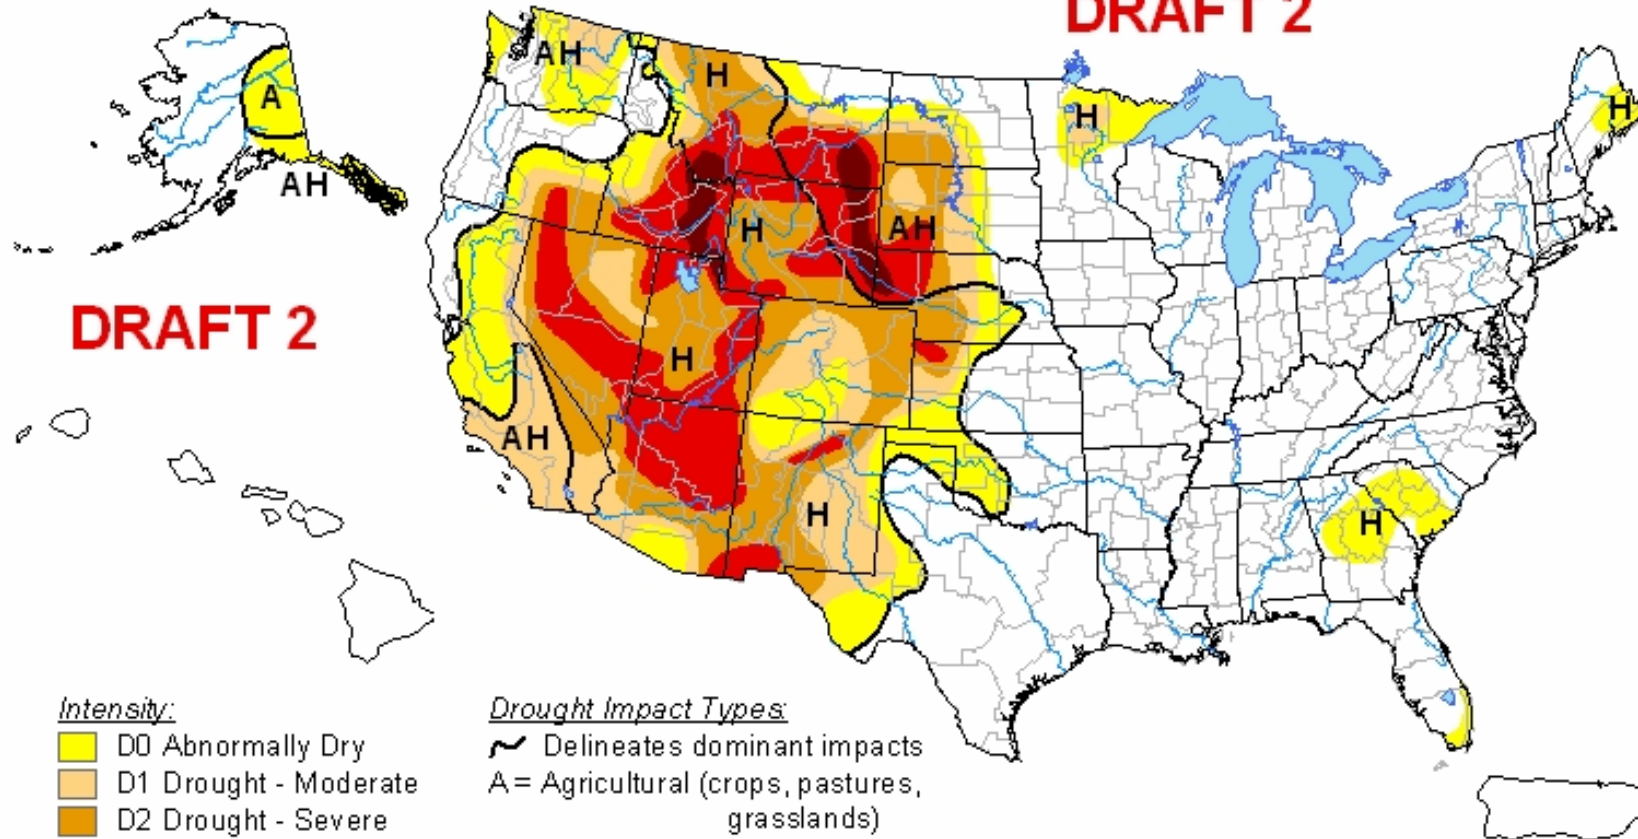 DRAFT 2
AH
H
H
A
H
AH
H
AH
DRAFT 2
H
AH
H
H
Intensity:
D0 Abnormally Dry
D1 Drought - Moderate
D2 Drought - Severe
Drought Impact Types:
Delineates dominant impacts
A = Agricultural (crops, pastures,
grasslands)